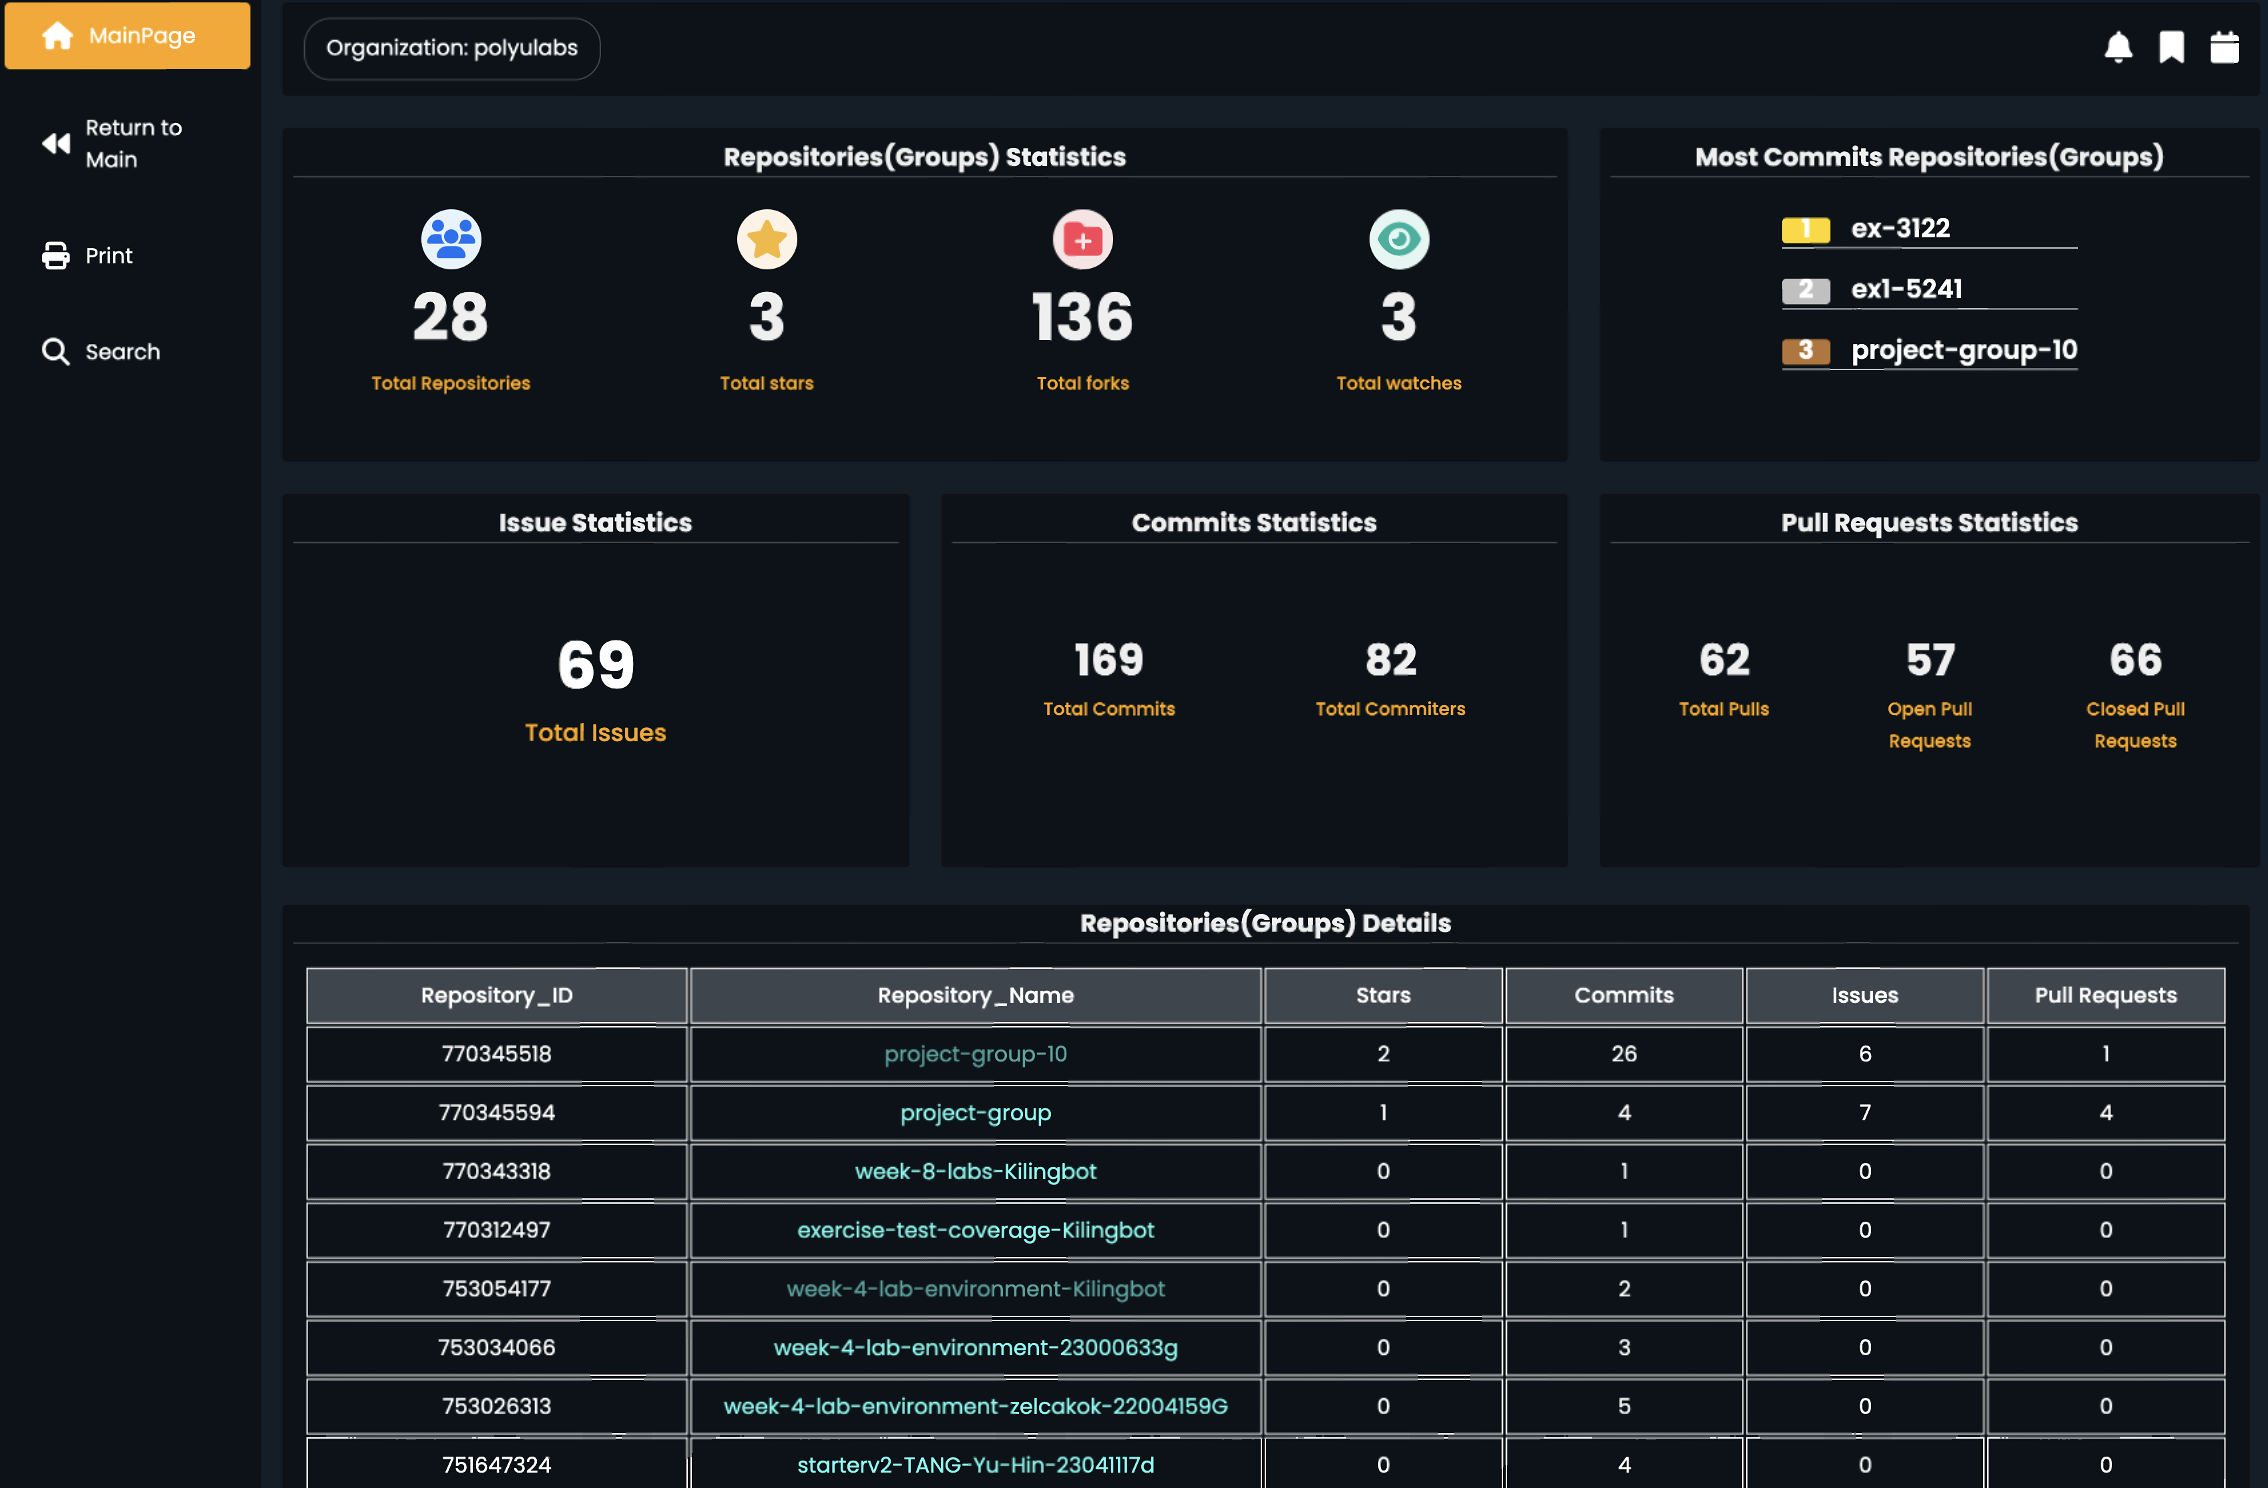 MainPage
Return to
Main
Print
Search
Organization: polyulabs
Repositories(Groups) Statistics
28
Total Repositories
3
Total stars
136
Total forks
3
Total watches
Most Commits Repositories(Groups)
1 ex-3122
2 ex1-5241
3 project-group-10
Issue Statistics
69
Total Issues
Commits Statistics
169
Total Commits
82
Total Commiters
Pull Requests Statistics
62
Total Pulls
57
Open Pull
Requests
66
Closed Pull
Requests
Repositories(Groups) Details
Repository_ID Repository_Name Stars Commits Issues Pull Requests
770345518 project-group-10 2 26 6 1
770345594 project-group 1 4 7 4
770343318 week-8-labs-Kilingbot 0 1 0 0
770312497 exercise-test-coverage-Kilingbot 0 1 0 0
753054177 week-4-lab-environment-Kilingbot 0 2 0 0
753034066 week-4-lab-environment-23000633g 0 3 0 0
753026313 week-4-lab-environment-zelcakok-22004159G 0 5 0 0
751647324 starterv2-TANG-Yu-Hin-23041117d 0 4 0 0